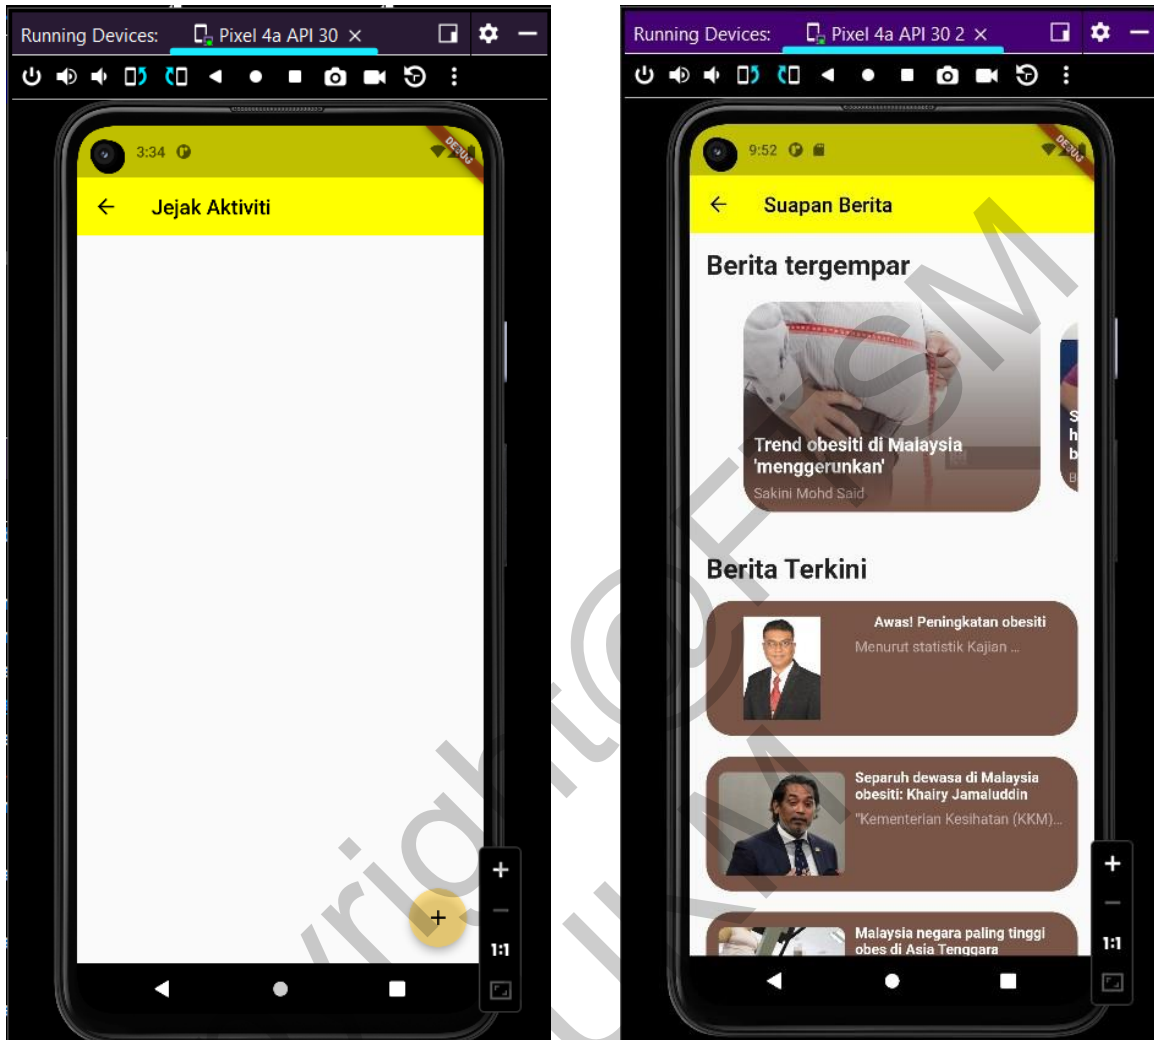 Running Devices: Pixel 4a API 30 ×
3:34
DEBUG
Jejak Aktiviti
+
+
1:1
Running Devices: Pixel 4a API 30 2 ×
9:52
DEBUG
Suapan Berita
Berita tergempar
Trend obesiti di Malaysia
'menggerunkan'
Sakini Mohd Said
S
h
b
B
Berita Terkini
Awas! Peningkatan obesiti
Menurut statistik Kajian ...
Separuh dewasa di Malaysia
obesiti: Khairy Jamaluddin
"Kementerian Kesihatan (KKM)...
Malaysia negara paling tinggi
obes di Asia Tenggara
+
1:1
yright@FTSM
UKM